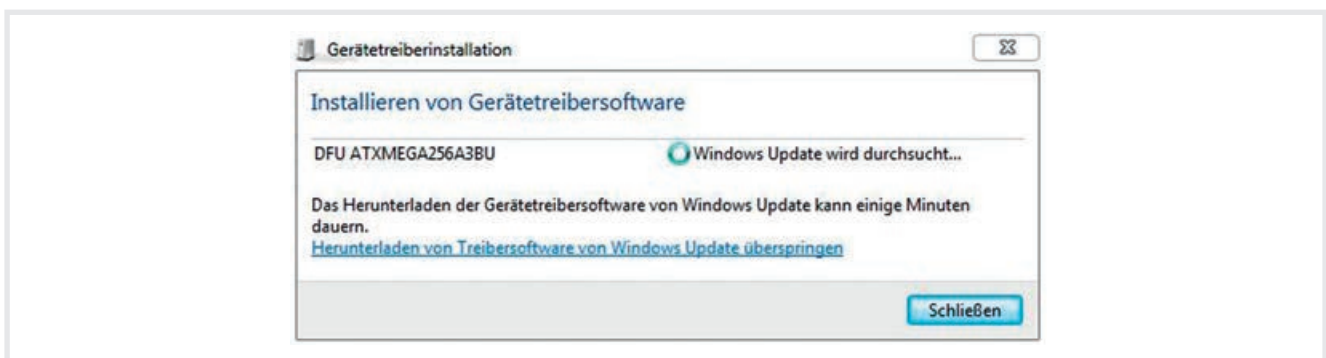 Gerätetreiberinstallation
Installieren von Gerätetreibersoftware
DFU ATXMEGA256A3BU Windows Update wird durchsucht...
Das Herunterladen der Gerätetreibersoftware von Windows Update kann einige Minuten
dauern.
Herunterladen von Treibersoftware von Windows Update überspringen
Schließen